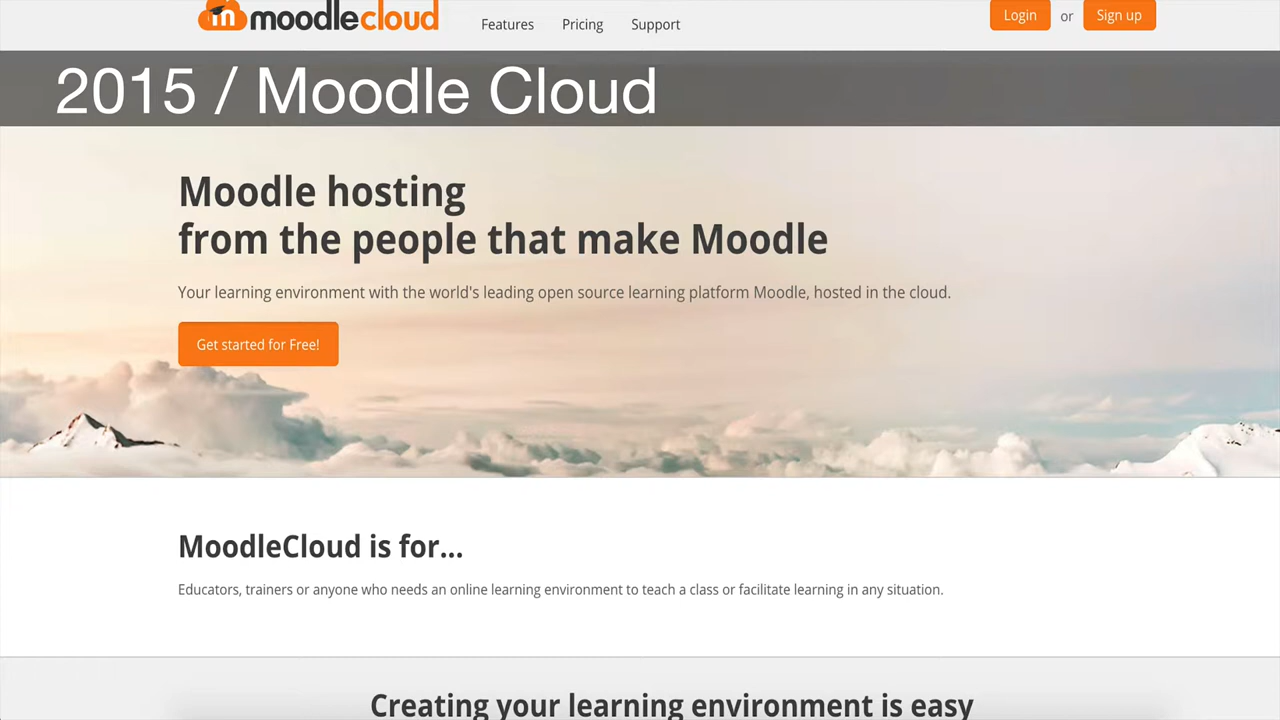 moodlecloud
Features Pricing Support
Login or Sign up
2015 / Moodle Cloud
Moodle hosting
from the people that make Moodle
Your learning environment with the world's leading open source learning platform Moodle, hosted in the cloud.
Get started for Free!
MoodleCloud is for...
Educators, trainers or anyone who needs an online learning environment to teach a class or facilitate learning in any situation.
Creating your learning environment is easy